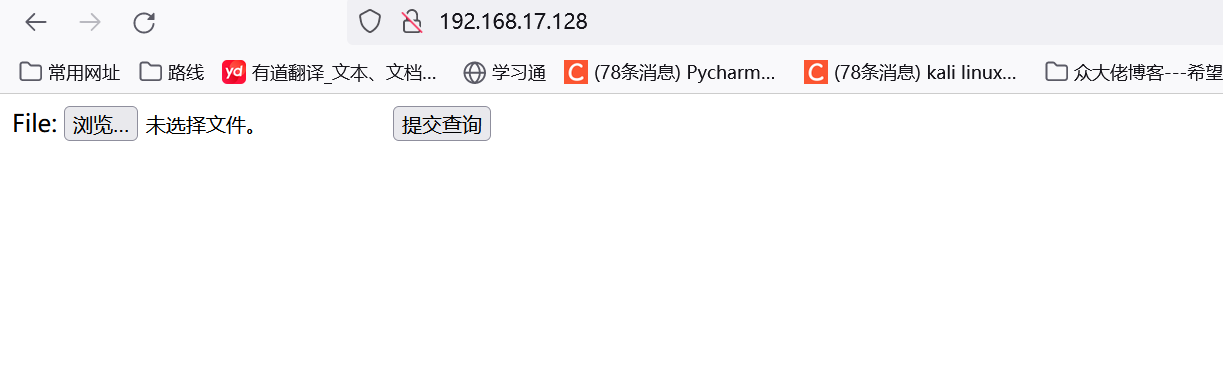 192.168.17.128
常用网址 路线 yd 有道翻译_文本、文档... 学习通 C (78条消息) Pycharm... C (78条消息) kali linux... 众大佬博客---希望
File: 浏览... 未选择文件。 提交查询